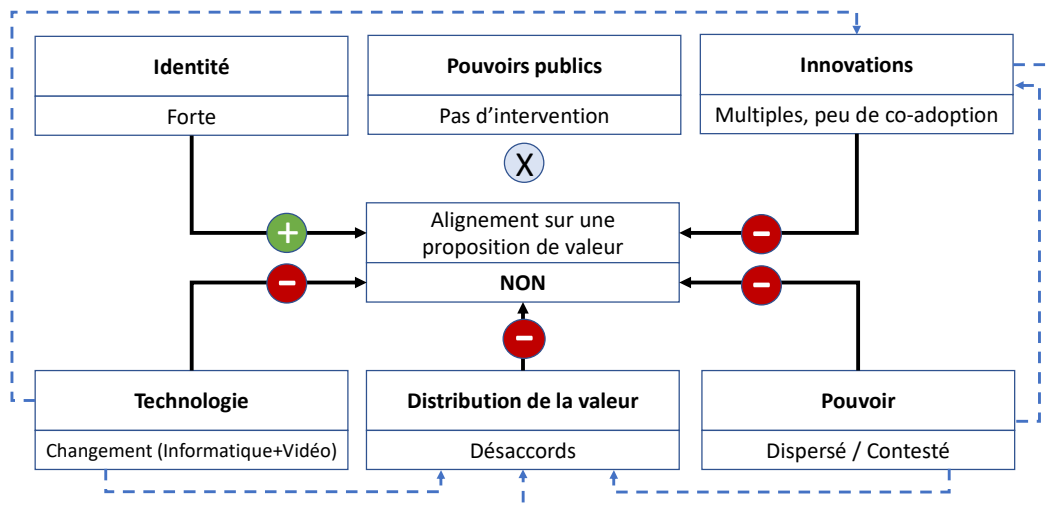 Identité
Forte
Pouvoirs publics
Pas d’intervention
Innovations
Multiples, peu de co-adoption
X
Alignement sur une
proposition de valeur
NON
+
–
–
–
–
Technologie
Changement (Informatique+Vidéo)
Distribution de la valeur
Désaccords
Pouvoir
Dispersé / Contesté